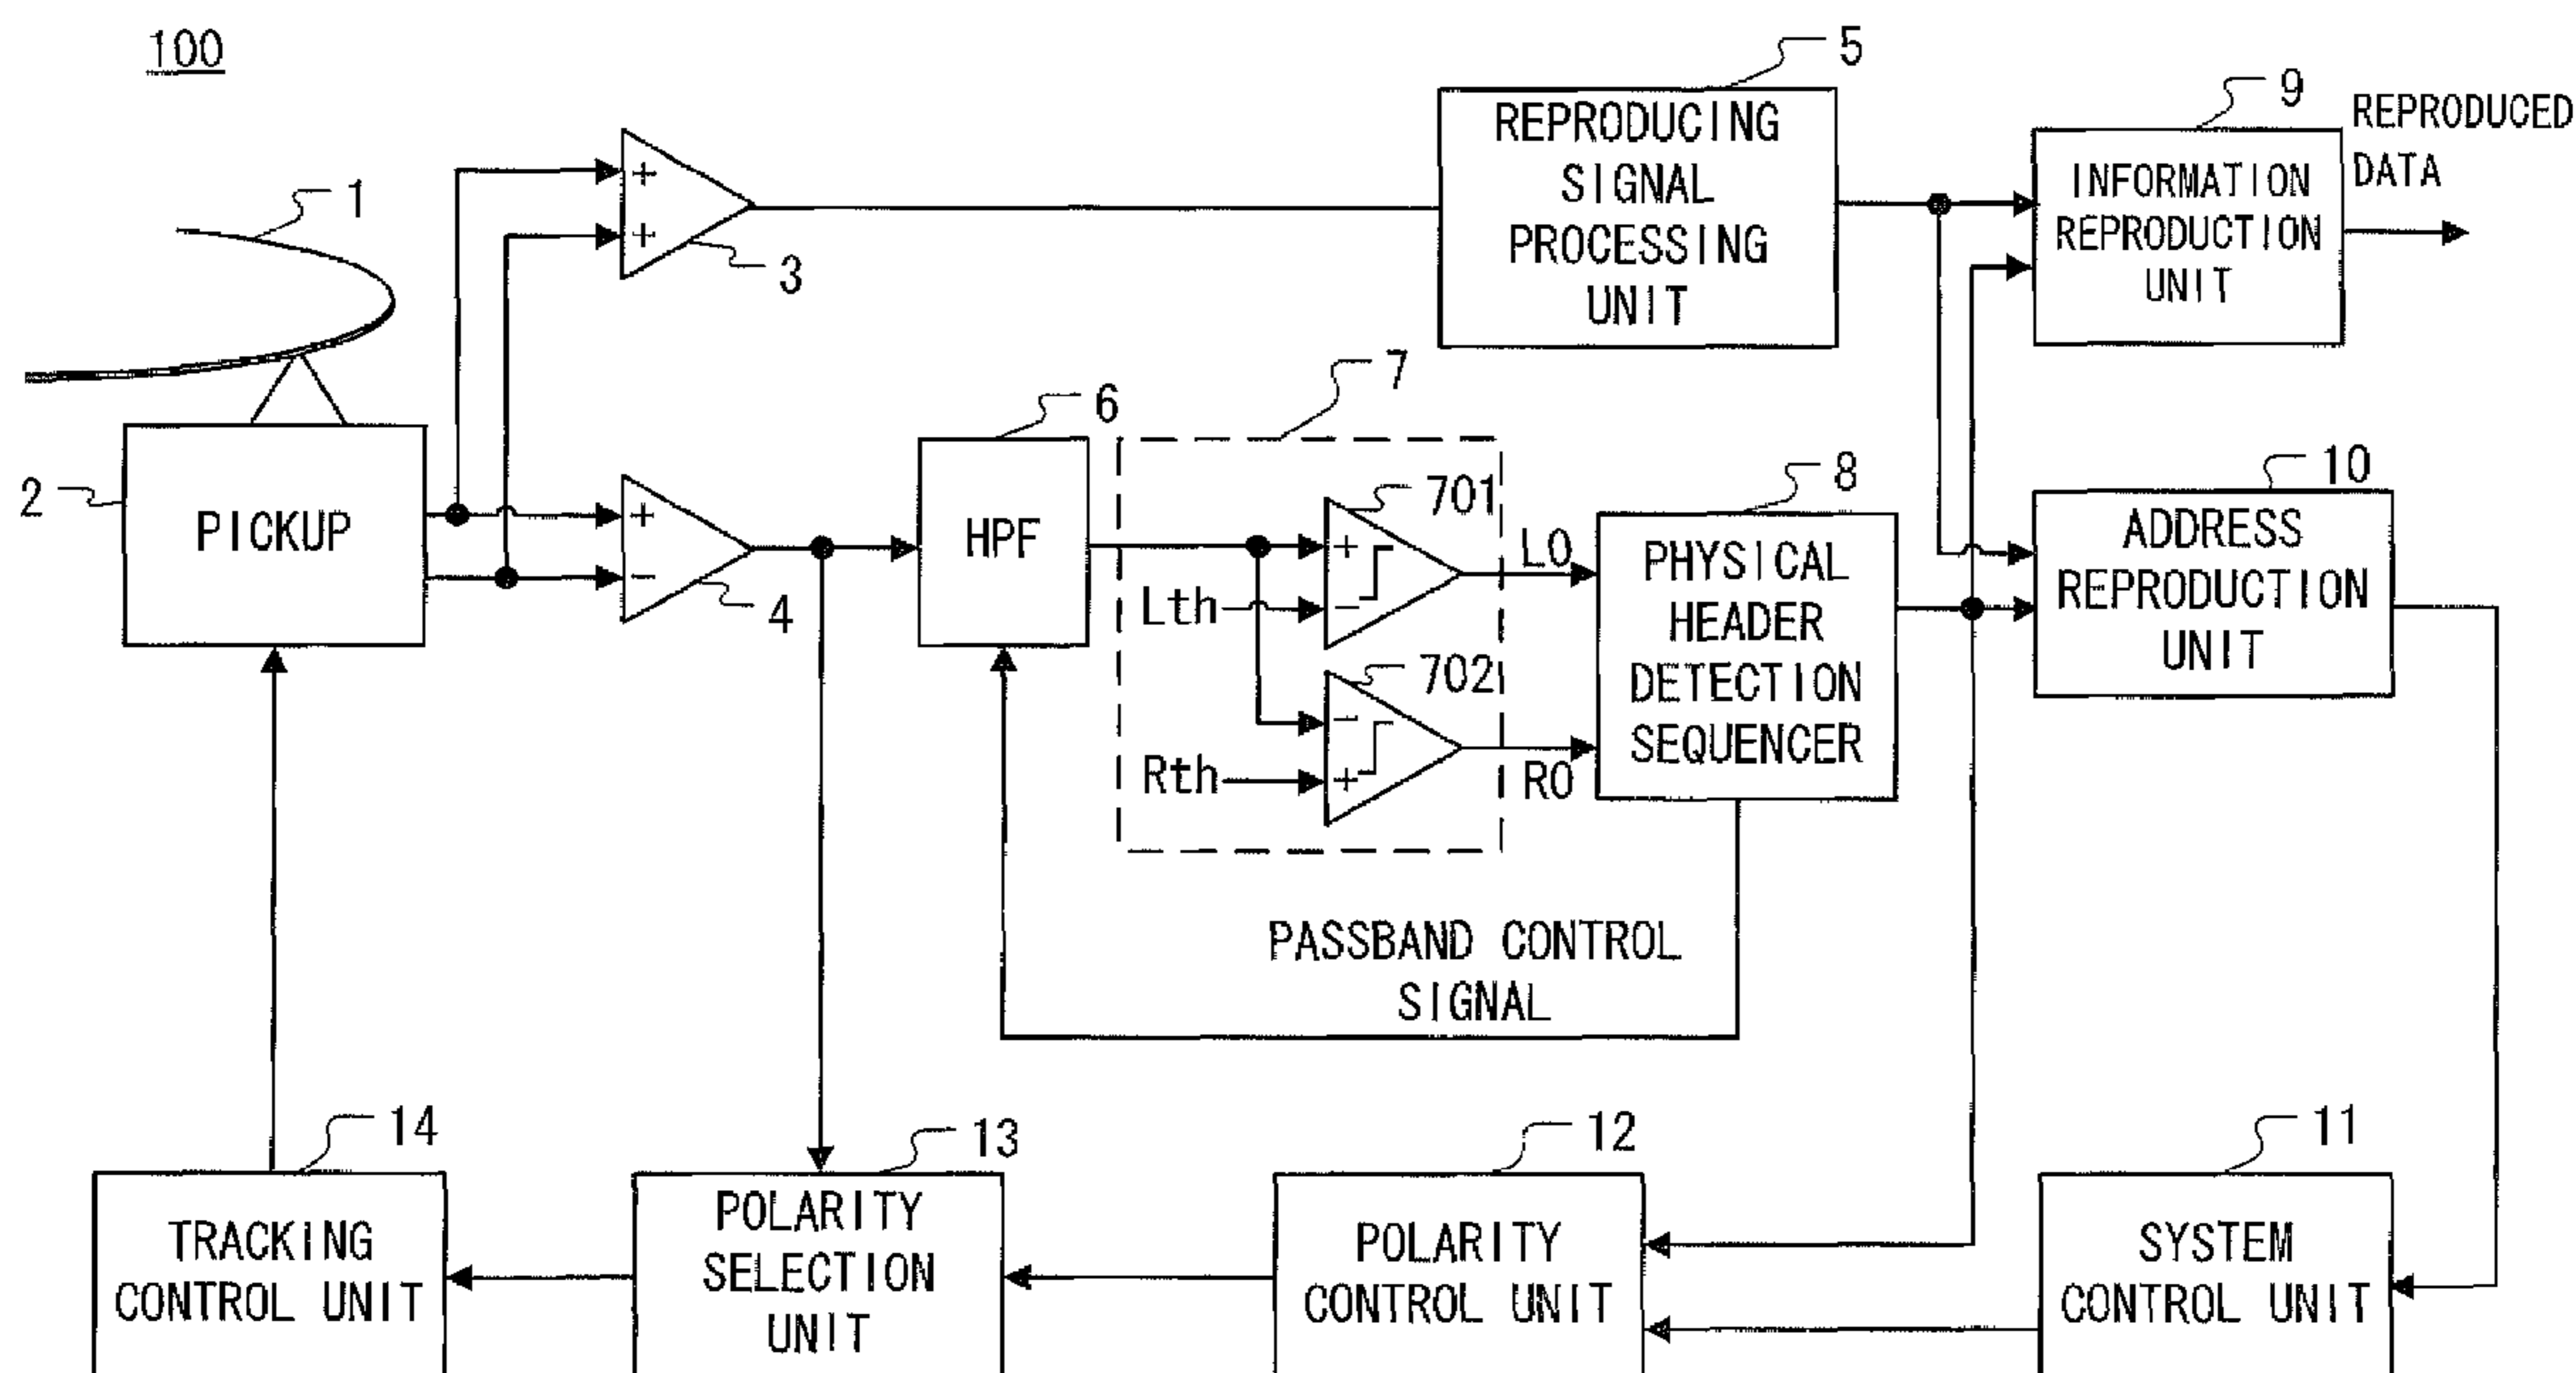 100
5
9
REPRODUCED
DATA
1
+
+
3
REPRODUCING
SIGNAL
PROCESSING
UNIT
INFORMATION
REPRODUCTION
UNIT
2
PICKUP
+
−
4
6
HPF
7
701
+
Lth
−
LO
702
−
Rth
+
RO
8
PHYSICAL
HEADER
DETECTION
SEQUENCER
10
ADDRESS
REPRODUCTION
UNIT
PASSBAND CONTROL
SIGNAL
14
TRACKING
CONTROL UNIT
13
POLARITY
SELECTION
UNIT
12
POLARITY
CONTROL UNIT
11
SYSTEM
CONTROL UNIT